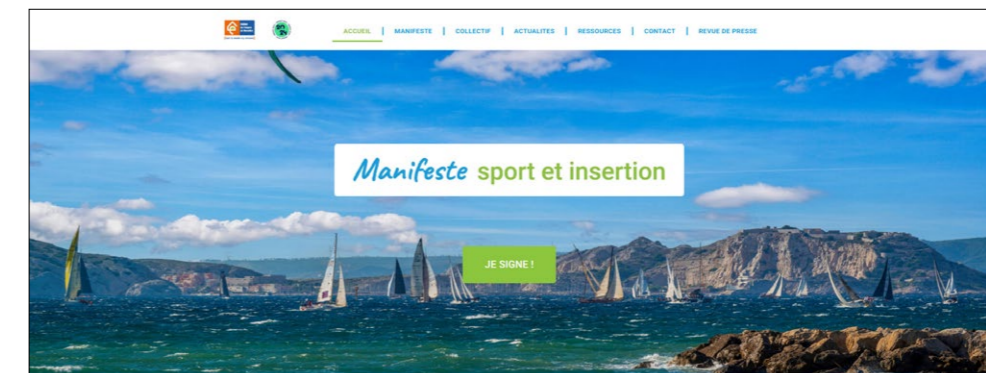 ACCUEIL | MANIFESTE | COLLECTIF | ACTUALITES | RESSOURCES | CONTACT | REVUE DE PRESSE
Manifeste sport et insertion
JE SIGNE !